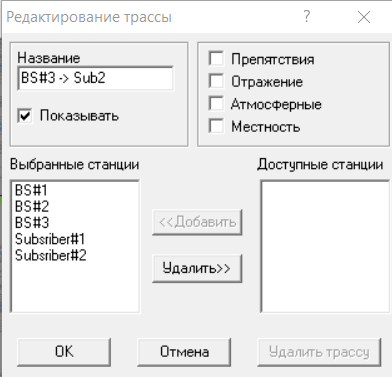 Редактирование трассы
?
Название
BS#3 -> Sub2
Показывать
Препятствия
Отражение
Атмосферные
Местность
Выбранные станции
BS#1
BS#2
BS#3
Subsriber#1
Subsriber#2
<<Добавить
Удалить>>
Доступные станции
OK
Отмена
Удалить трассу